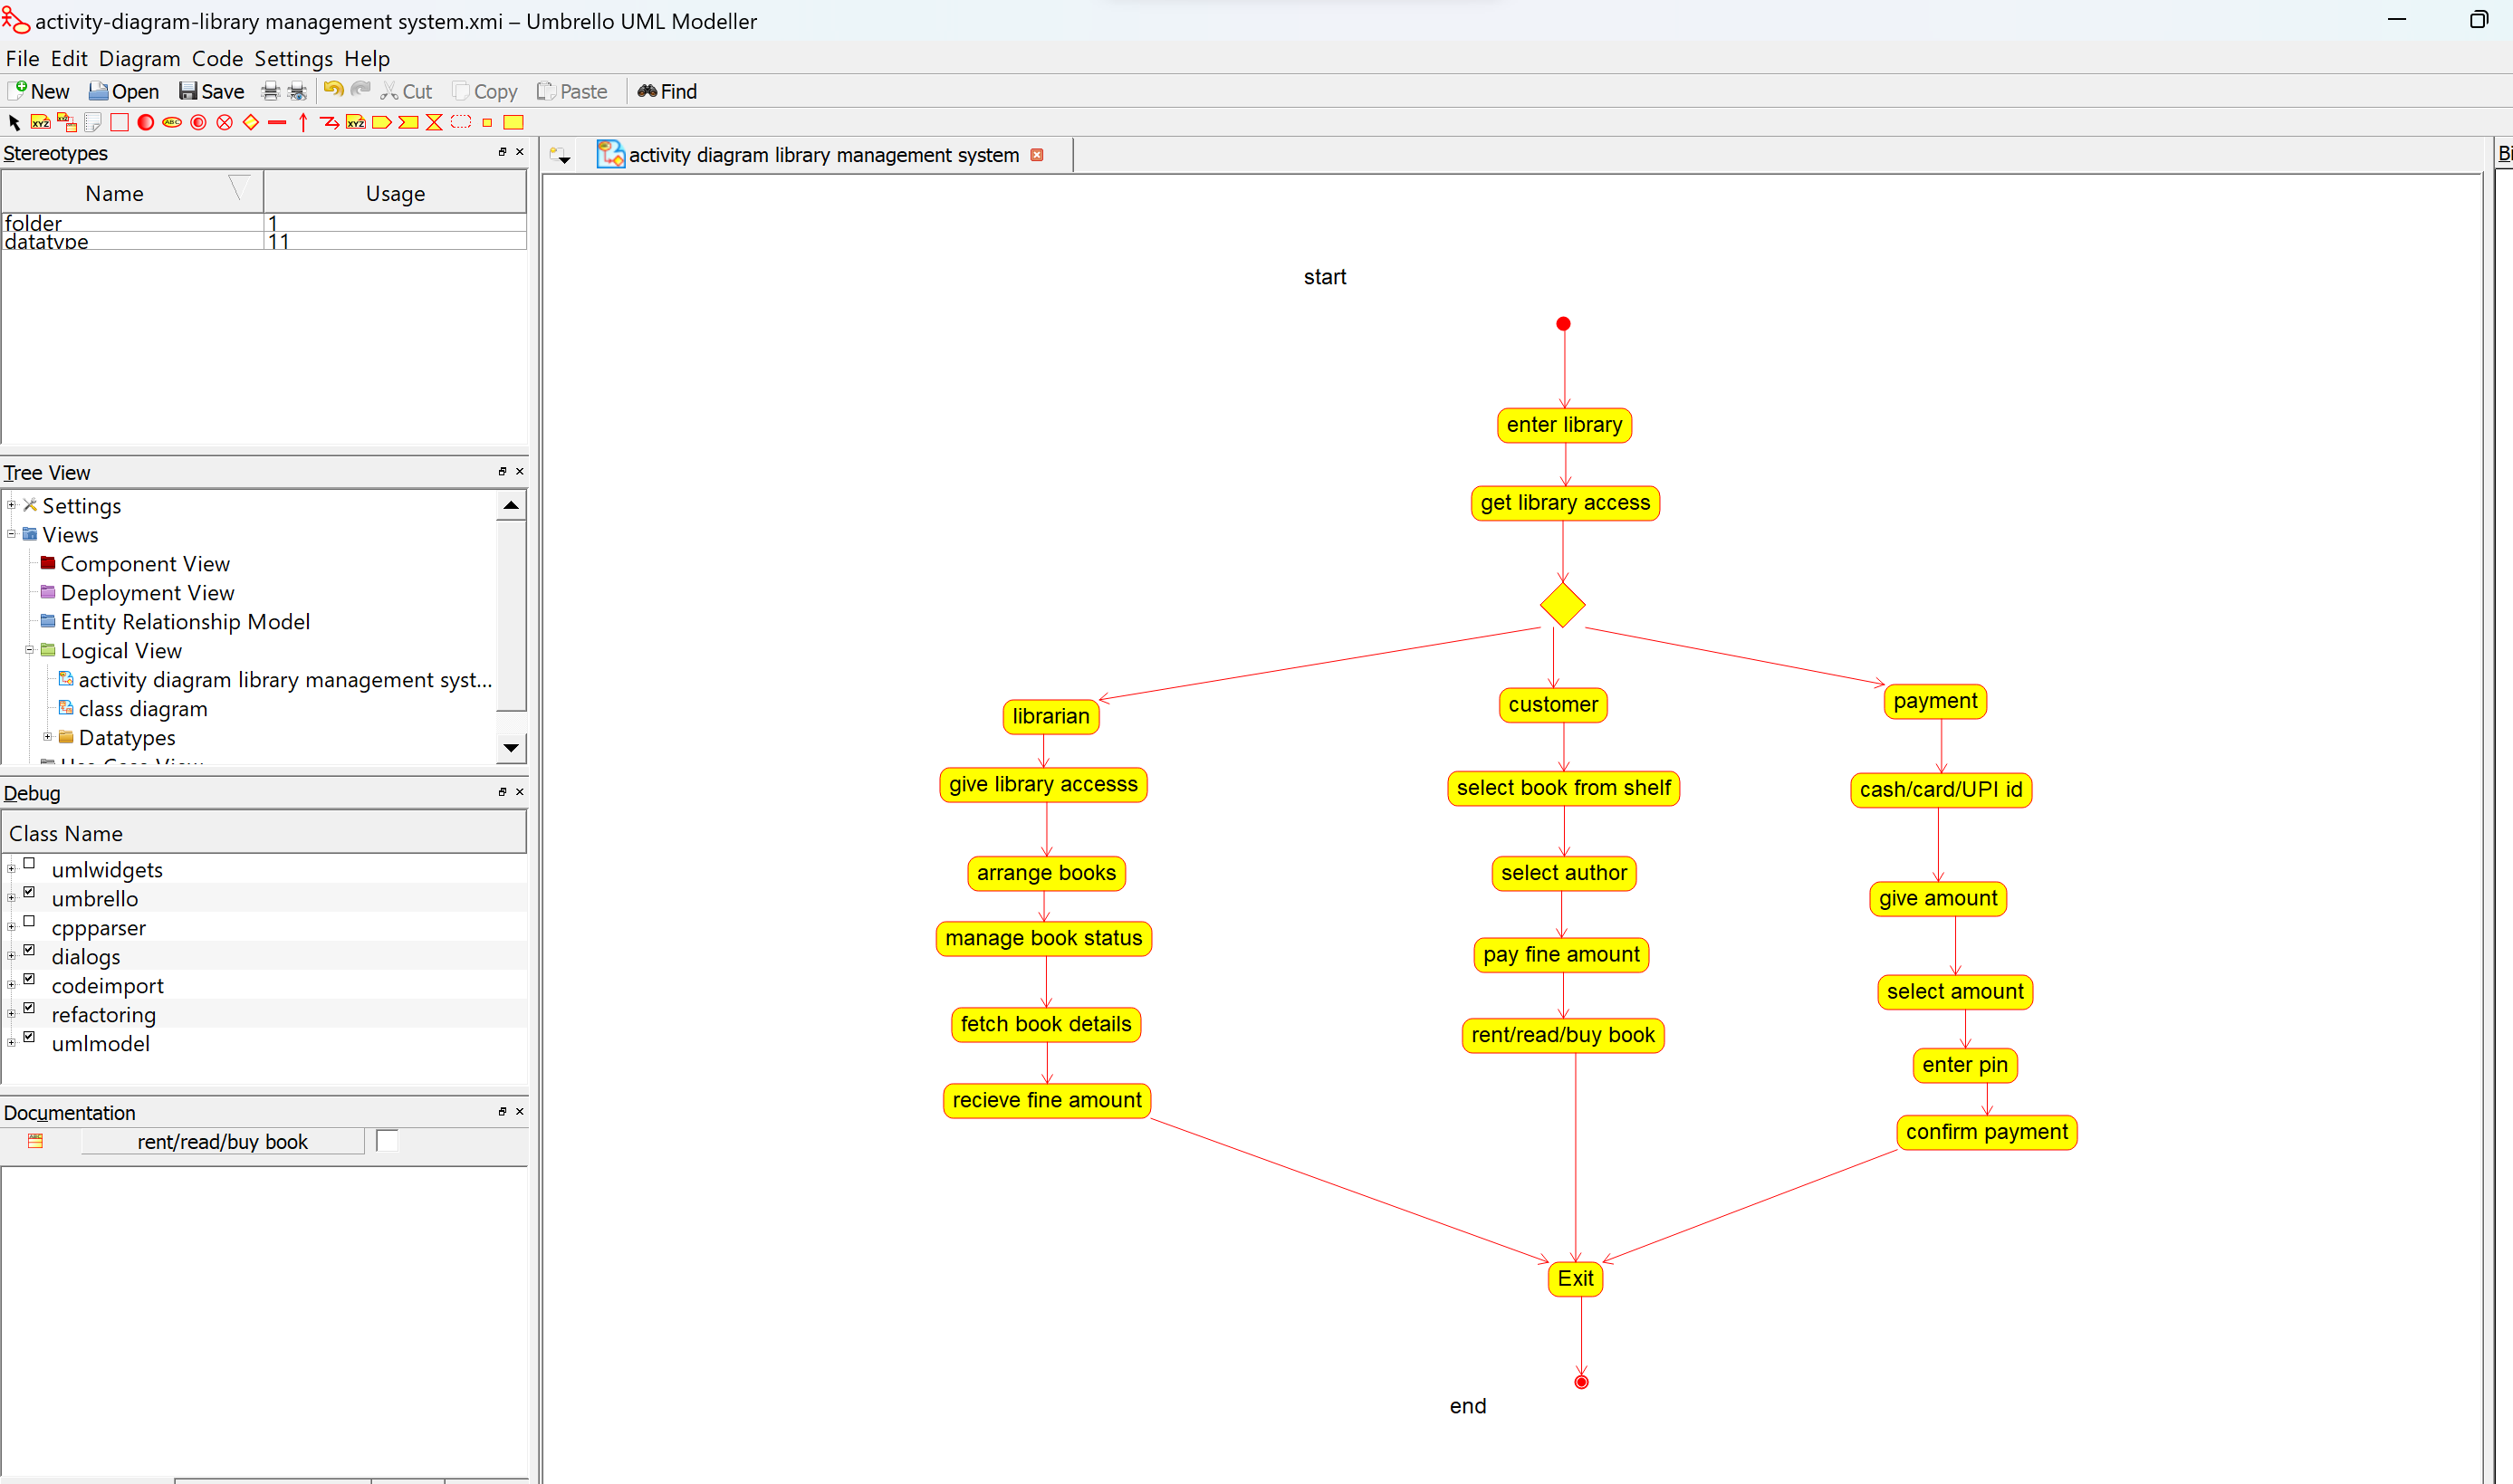 activity-diagram-library management system.xmi – Umbrello UML Modeller
File Edit Diagram Code Settings Help
New Open Save Cut Copy Paste Find
Stereotypes
Name Usage
folder 1
datatype 11
Tree View
Settings
Views
Component View
Deployment View
Entity Relationship Model
Logical View
activity diagram library management syst...
class diagram
Datatypes
Debug
Class Name
umlwidgets
umbrello
cppparser
dialogs
codeimport
refactoring
umlmodel
Documentation
rent/read/buy book
activity diagram library management system
start
enter library
get library access
librarian
customer
payment
give library accesss
select book from shelf
cash/card/UPI id
arrange books
select author
give amount
manage book status
pay fine amount
select amount
fetch book details
rent/read/buy book
enter pin
recieve fine amount
confirm payment
Exit
end